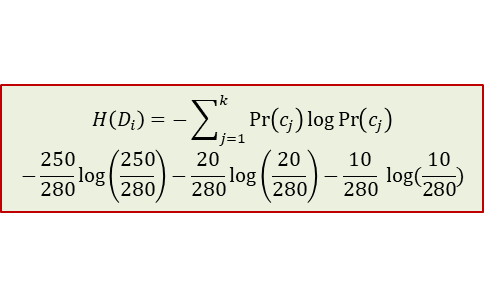 H(D_i) = −∑_{j=1}^{k} Pr(c_j) log Pr(c_j)
−250/280 log(250/280) − 20/280 log(20/280) − 10/280 log(10/280)